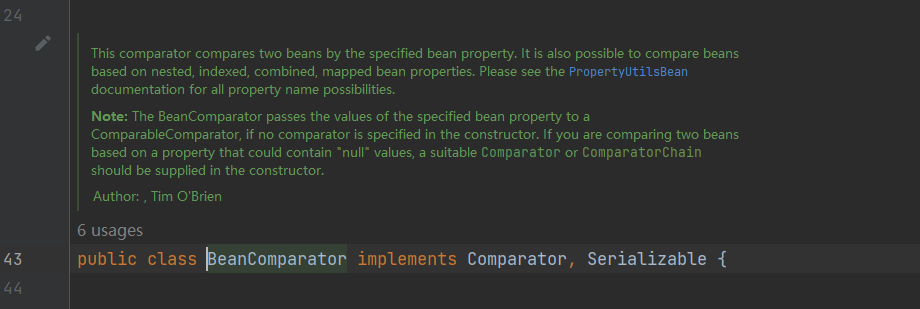 24
This comparator compares two beans by the specified bean property. It is also possible to compare beans
based on nested, indexed, combined, mapped bean properties. Please see the PropertyUtilsBean
documentation for all property name possibilities.
Note: The BeanComparator passes the values of the specified bean property to a
ComparableComparator, if no comparator is specified in the constructor. If you are comparing two beans
based on a property that could contain "null" values, a suitable Comparator or ComparatorChain
should be supplied in the constructor.
Author: , Tim O'Brien
6 usages
43 public class BeanComparator implements Comparator, Serializable {
44